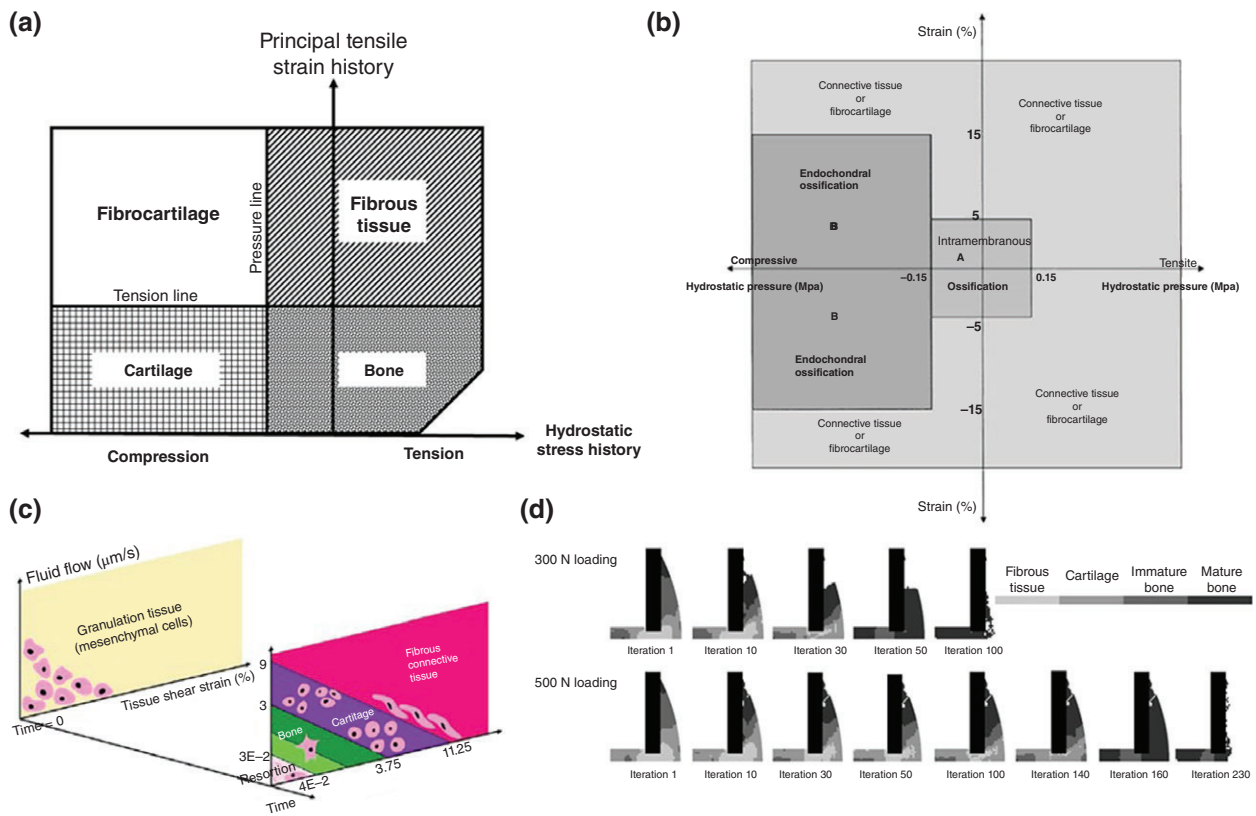 (a)
Principal tensile
strain history
Fibrocartilage
Pressure line
Fibrous
tissue
Tension line
Cartilage
Bone
Compression
Tension
Hydrostatic
stress history
(b)
Strain (%)
Connective tissue
or
fibrocartilage
Connective tissue
or
fibrocartilage
15
Endochondral
ossification
B
5
Intramembranous
A
Compressive
Tensite
Hydrostatic pressure (Mpa)
−0.15
0.15
Ossification
Hydrostatic pressure (Mpa)
B
−5
Endochondral
ossification
−15
Connective tissue
or
fibrocartilage
Connective tissue
or
fibrocartilage
Strain (%)
(c)
Fluid flow (μm/s)
Granulation tissue
(mesenchymal cells)
Tissue shear strain (%)
Time = 0
9
3
3E−2
Fibrous
connective
tissue
Cartilage
Bone
Resortion
4E−2
3.75
11.25
Time
(d)
300 N loading
Iteration 1
Iteration 10
Iteration 30
Iteration 50
Iteration 100
Fibrous
tissue
Cartilage
Immature
bone
Mature
bone
500 N loading
Iteration 1
Iteration 10
Iteration 30
Iteration 50
Iteration 100
Iteration 140
Iteration 160
Iteration 230